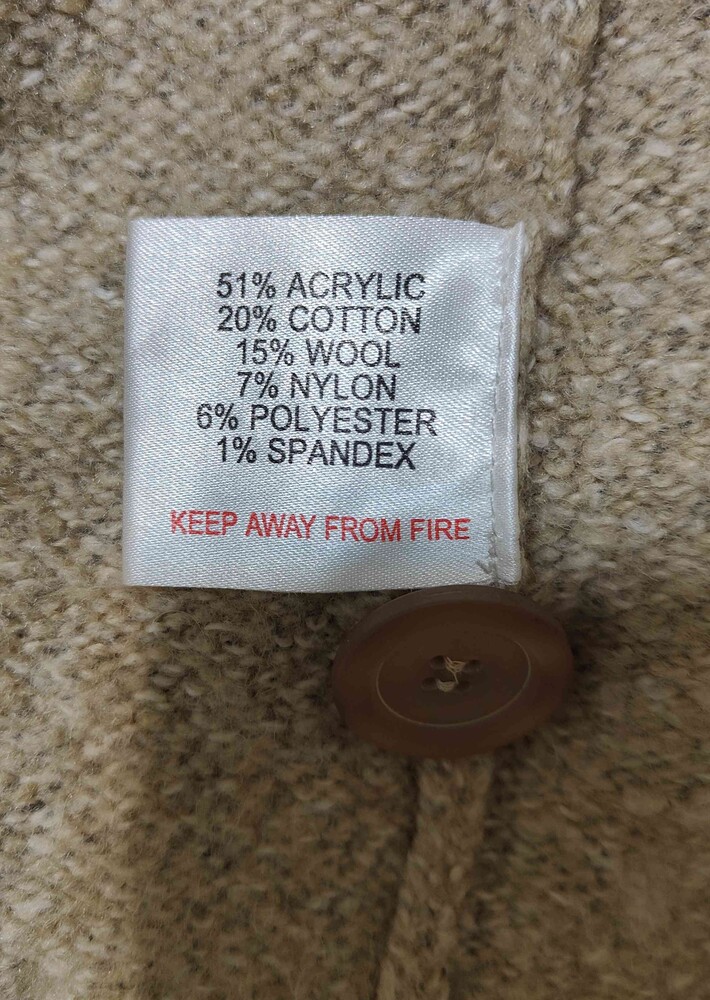 51% ACRYLIC
20% COTTON
15% WOOL
7% NYLON
6% POLYESTER
1% SPANDEX
KEEP AWAY FROM FIRE